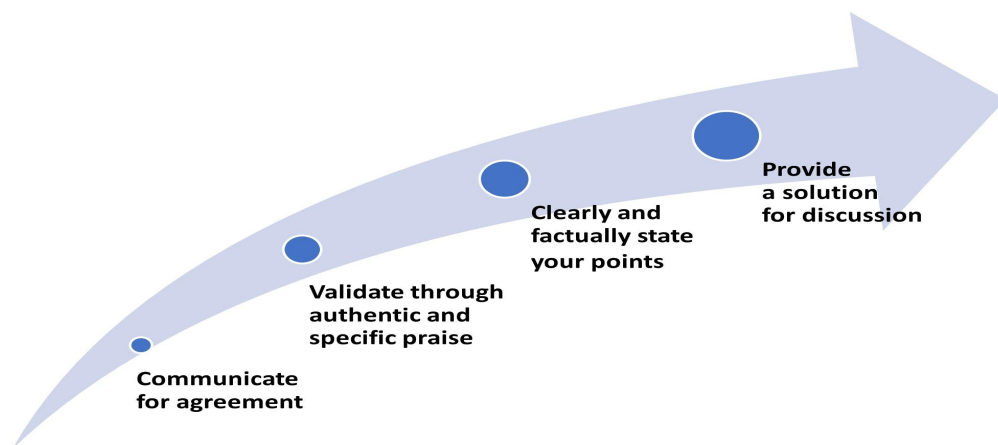 Communicate
for agreement
Validate through
authentic and
specific praise
Clearly and
factually state
your points
Provide
a solution
for discussion